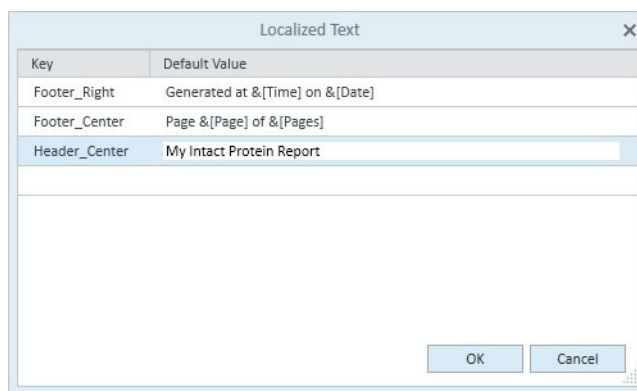 Localized Text
Key Default Value
Footer_Right Generated at &[Time] on &[Date]
Footer_Center Page &[Page] of &[Pages]
Header_Center My Intact Protein Report
OK Cancel